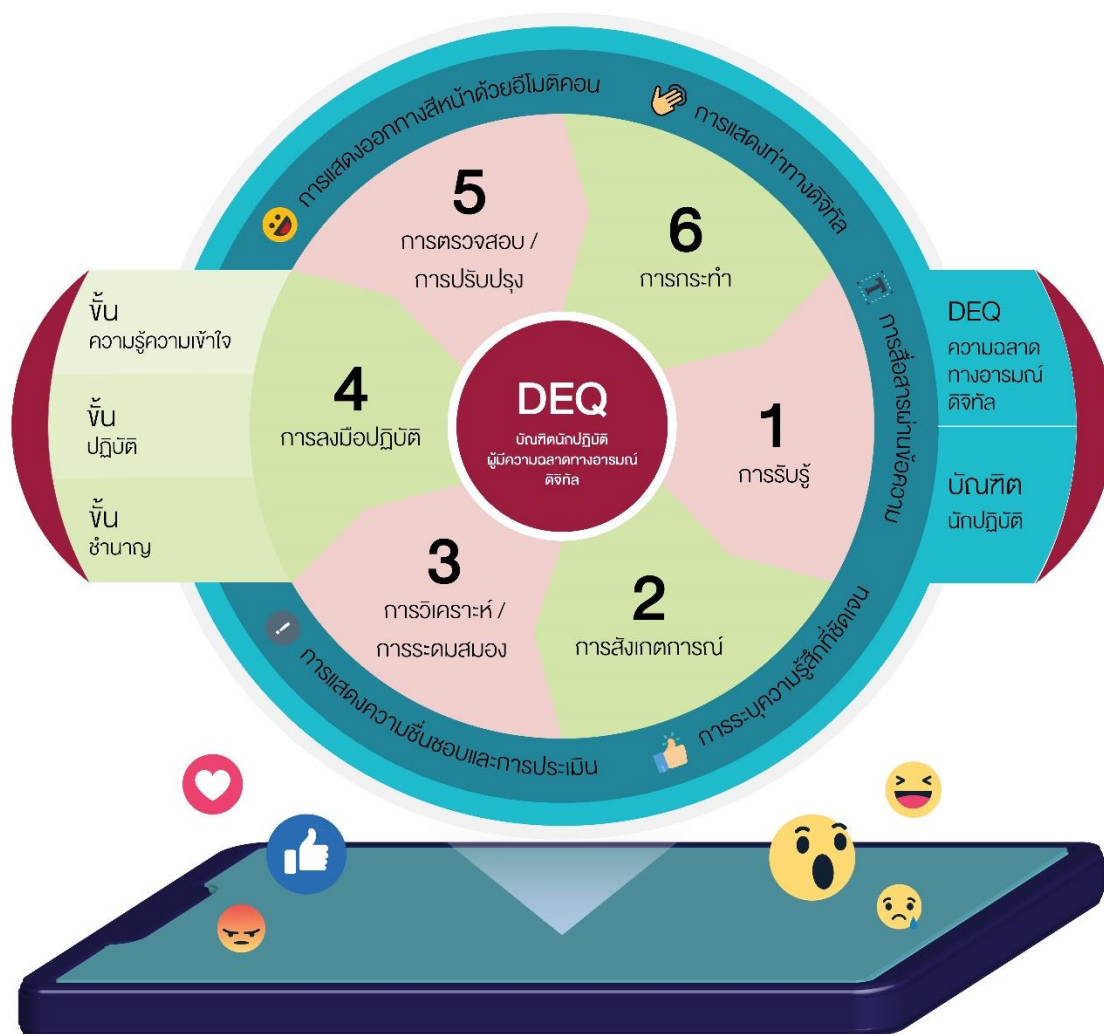 การแสดงออกทางสีหน้าด้วยอีโมติคอน
การแสดงท่าทางดิจิทัล
การสื่อสารผ่านข้อความ
T
การระบุความรู้สึกที่ชัดเจน
การแสดงความชื่นชอบและการประเมิน
!
5
การตรวจสอบ /
การปรับปรุง
6
การกระทำ
ขั้น
ความรู้ความเข้าใจ
ขั้น
ปฏิบัติ
ขั้น
ชำนาญ
4
การลงมือปฏิบัติ
DEQ
บัณฑิตนักปฏิบัติ
ผู้มีความฉลาดทางอารมณ์
ดิจิทัล
1
การรับรู้
DEQ
ความฉลาด
ทางอารมณ์
ดิจิทัล
บัณฑิต
นักปฏิบัติ
3
การวิเคราะห์ /
การระดมสมอง
2
การสังเกตการณ์